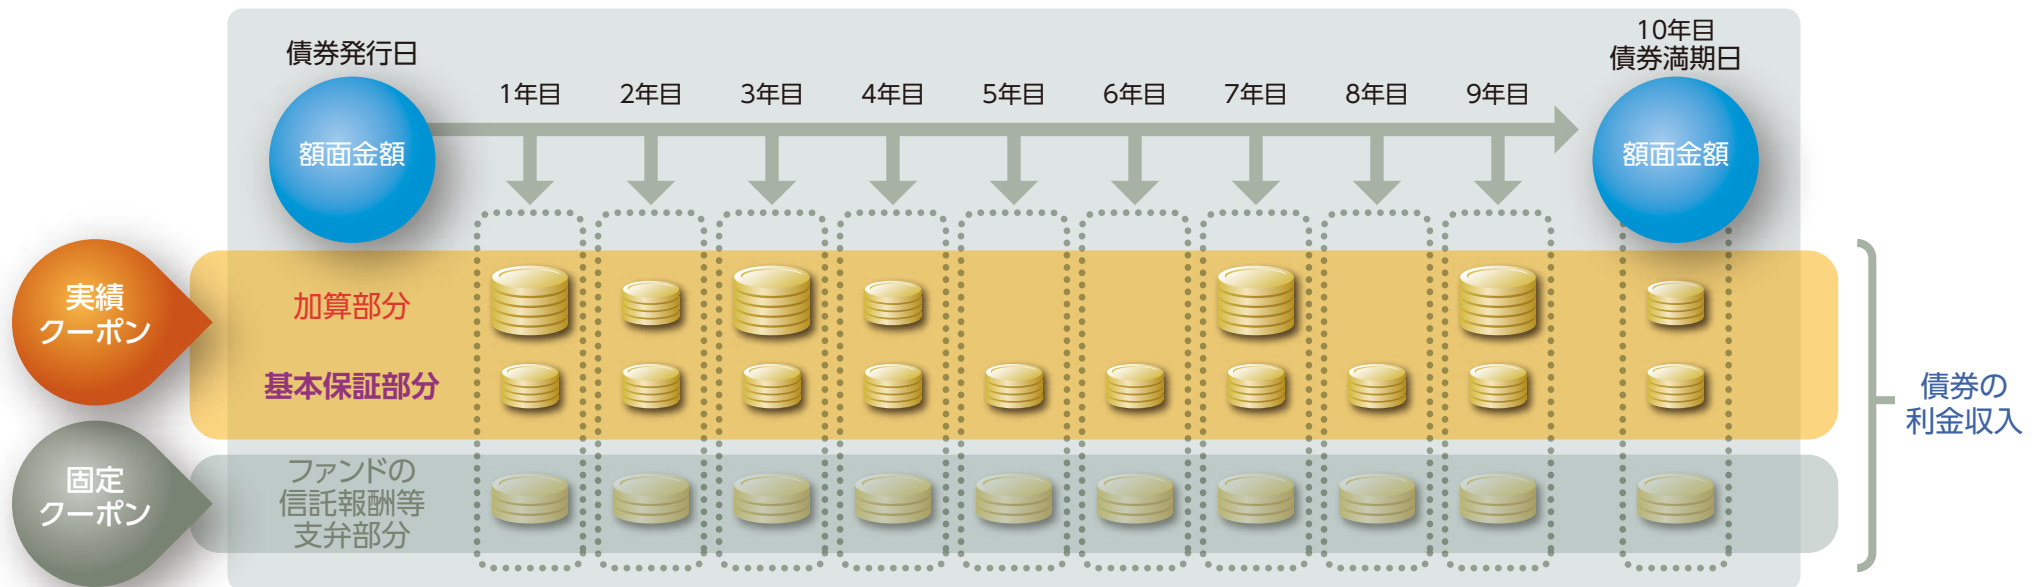 債券発行日
額面金額
1年目
2年目
3年目
4年目
5年目
6年目
7年目
8年目
9年目
10年目
債券満期日
額面金額
実績
クーポン
加算部分
基本保証部分
固定
クーポン
ファンドの
信託報酬等
支弁部分
債券の
利金収入